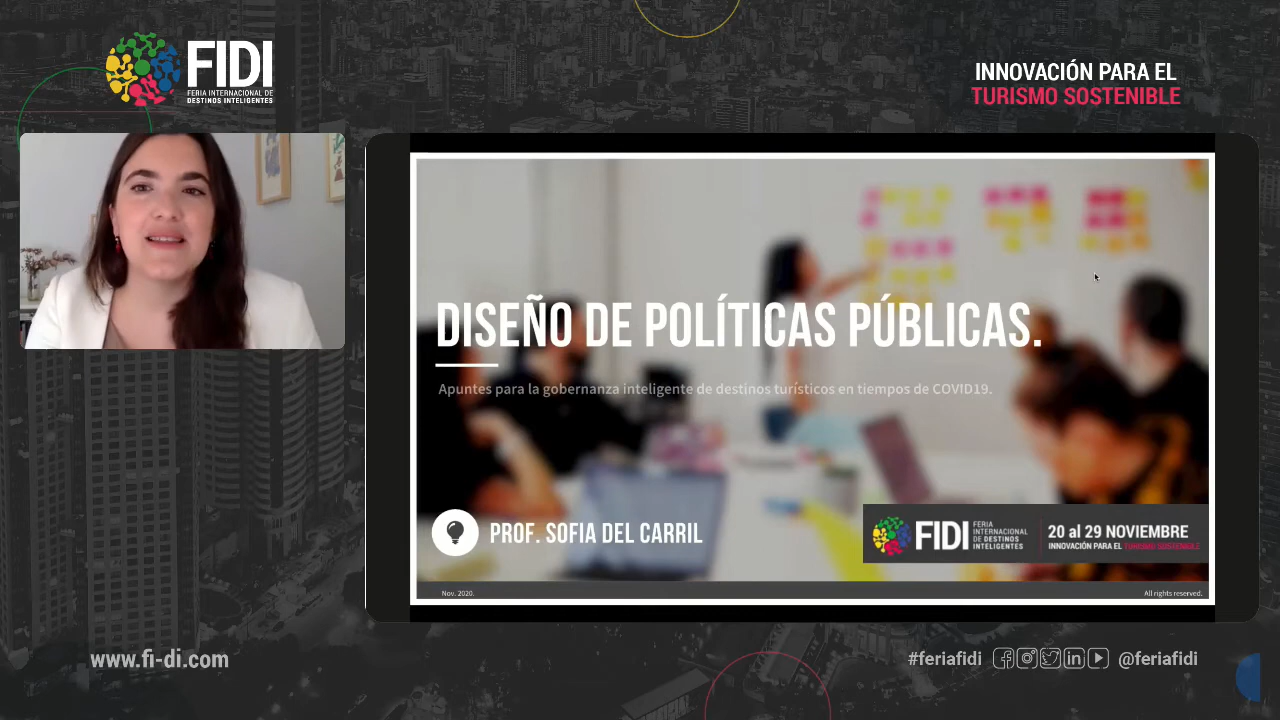 FIDI
FERIA INTERNACIONAL DE
DESTINOS INTELIGENTES
INNOVACIÓN PARA EL
TURISMO SOSTENIBLE
DISEÑO DE POLÍTICAS PÚBLICAS.
Apuntes para la gobernanza inteligente de destinos turísticos en tiempos de COVID19.
PROF. SOFIA DEL CARRIL
FIDI
FERIA
INTERNACIONAL
DE DESTINOS
INTELIGENTES
20 al 29 NOVIEMBRE
INNOVACIÓN PARA EL TURISMO SOSTENIBLE
Nov. 2020.
All rights reserved.
www.fi-di.com
#feriafidi
@feriafidi